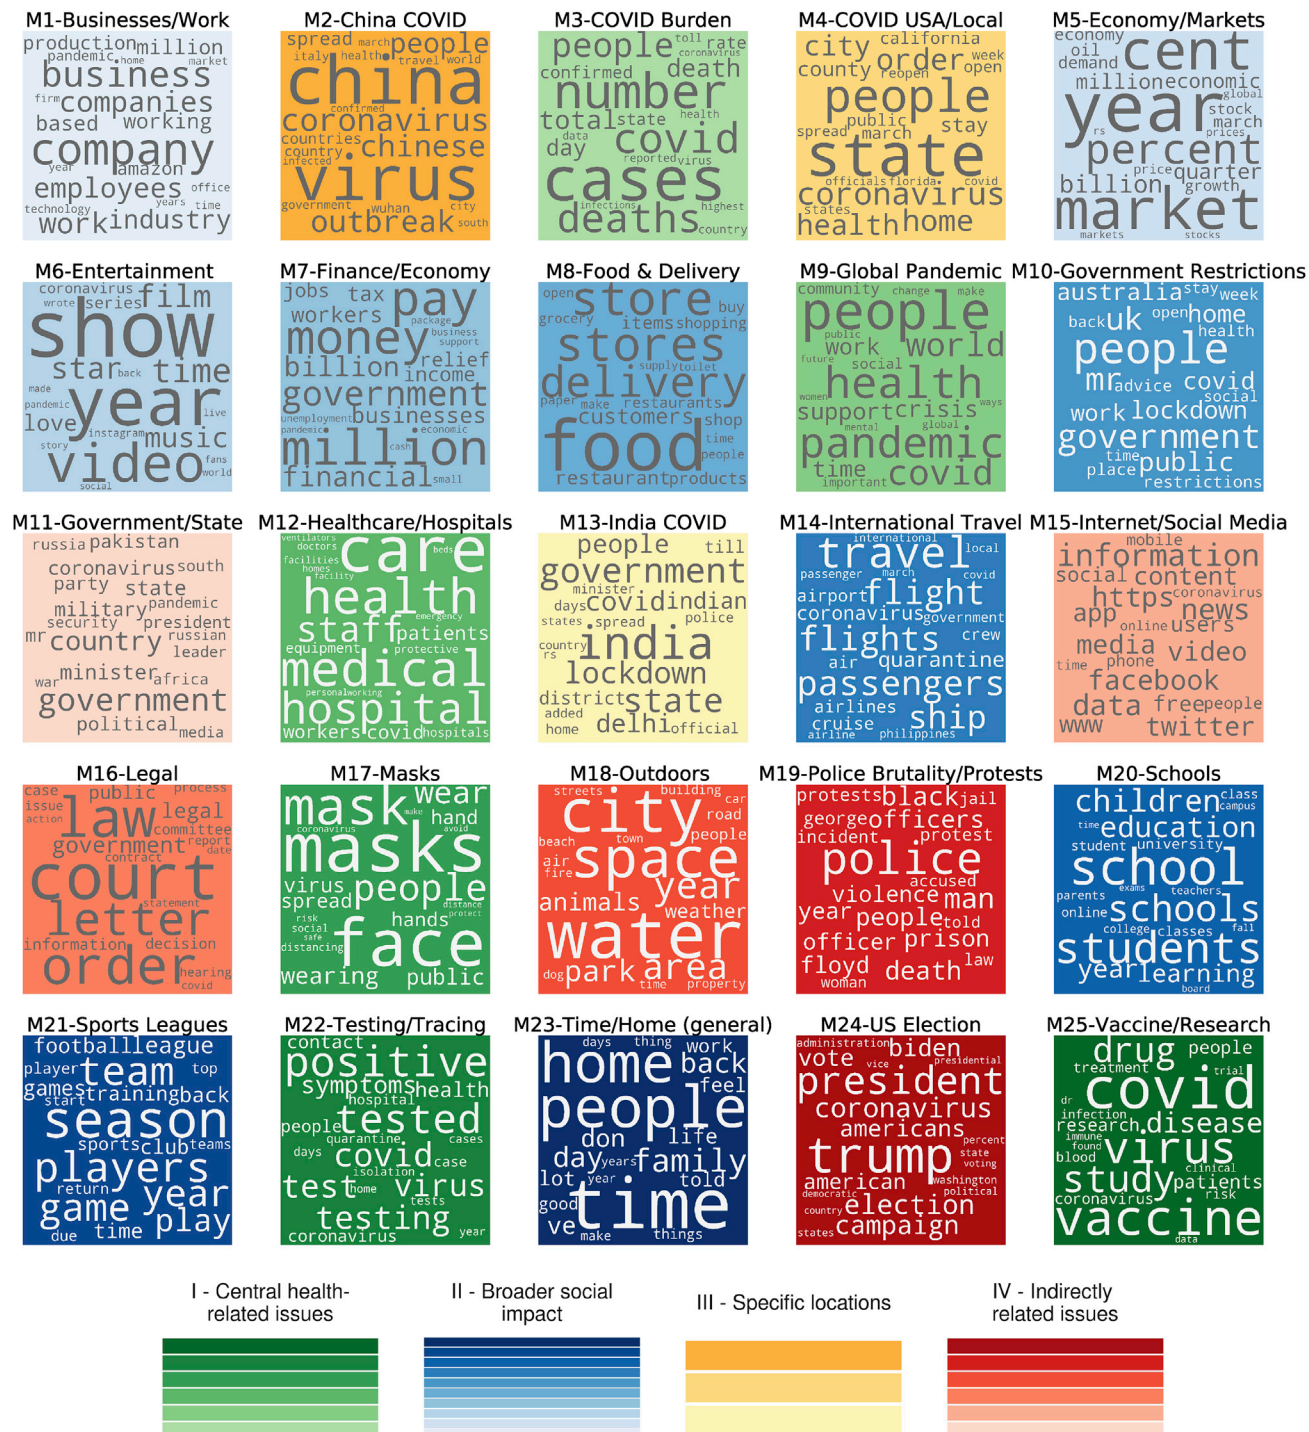 M1-Businesses/Work
production million
pandemic home market
business
firm companies
based working
company
year amazon
employees office
technology years time
work industry
M2-China COVID
spread march people
italy health travel world
china
confirmed
coronavirus
countries
country chinese
infected
virus
government wuhan city
outbreak south
M3-COVID Burden
people toll rate
coronavirus
confirmed death
number
total state health
data
day covid
reported virus
cases
infections highest
deaths country
M4-COVID USA/Local
city california
order week
county reopen open
people
public
spread march stay
state
officials florida covid
coronavirus
states
health home
M5-Economy/Markets
economy
oil cent
demand
million economic
global
year stock
march
rs prices
percent
price quarter
billion growth
market
markets stocks
M6-Entertainment
coronavirus film
wrote series
show
star back time
made
year
pandemic live
love instagram music
story fans
video world
social
M7-Finance/Economy
jobs tax pay
workers package
money business
support
billion relief
income
government
unemployment businesses
pandemic economic
million
cash
financial small
M8-Food & Delivery
open store buy
grocery items shopping
stores
supply toilet
delivery
paper make restaurants
customers shop
food time
people
restaurant products
M9-Global Pandemic
community change make
people
public
work world
future social
health
women ways
support crisis
mental global
pandemic
time covid
important
M10-Government Restrictions
australia stay week
back uk open home
health
people
mr advice covid
social
work lockdown
government
time
place public
restrictions
M11-Government/State
russia pakistan
coronavirus south
party state
military pandemic
security president
mr country russian
leader
minister
war africa
government
political media
M12-Healthcare/Hospitals
ventilators
doctors care
beds
facilities
homes
facility
health
emergency
staff patients
equipment protective
medical
personal working
hospital
workers covid hospitals
M13-India COVID
people till
government
minister
days covid indian
states spread police
india
country
rs
lockdown
district state
added
home delhi official
M14-International Travel
international
travel local
passenger march covid
airport flight
coronavirus government
flights crew
air quarantine
passengers
airlines
cruise ship
airline philippines
M15-Internet/Social Media
mobile
information
social content
https coronavirus
app news
online users
media video
time phone
facebook
data free people
www twitter
M16-Legal
case public process
issue law legal
action committee
government report
contract date
court
statement
letter
information decision
order hearing
covid
M17-Masks
mask wear
make hand
coronavirus avoid
masks
virus people
spread distance
risk hands protect
social
safe
distancing face
wearing public
M18-Outdoors
streets building
city car
road
beach town people
air space
fire year
animals weather
water
dog park area
time property
M19-Police Brutality/Protests
protests black jail
george officers
incident protest
police
accused
violence man
year people told
officer prison
floyd death law
woman
M20-Schools
children class
campus
time education
student university
school
parents exams teachers
online schools
college classes fall
students
year learning
board
M21-Sports Leagues
football league
player team top
games training back
start
season
sports club teams
players
return year
game play
due time
M22-Testing/Tracing
contact
positive
symptoms health
hospital
people tested
quarantine cases
days covid case
isolation
test home virus
tests
testing
coronavirus year
M23-Time/Home (general)
days thing work
home back
feel
people
don life
day years family
lot year told
good time
ve make things
M24-US Election
administration biden
vote vice presidential
president
coronavirus
americans
percent
trump state
voting
american washington
democratic political
country election
states campaign
M25-Vaccine/Research
drug people
treatment trial
covid
dr
infection
research disease
immune
found virus
blood clinical
study patients
coronavirus risk
vaccine
data
I - Central health-
related issues
II - Broader social
impact
III - Specific locations
IV - Indirectly
related issues